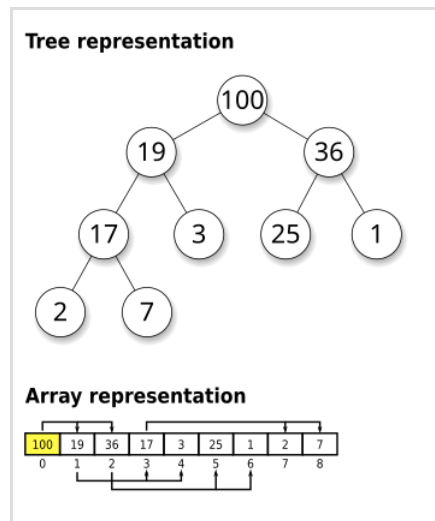 Tree representation
100
19 36
17 3 25 1
2 7
Array representation
100 19 36 17 3 25 1 2 7
0 1 2 3 4 5 6 7 8